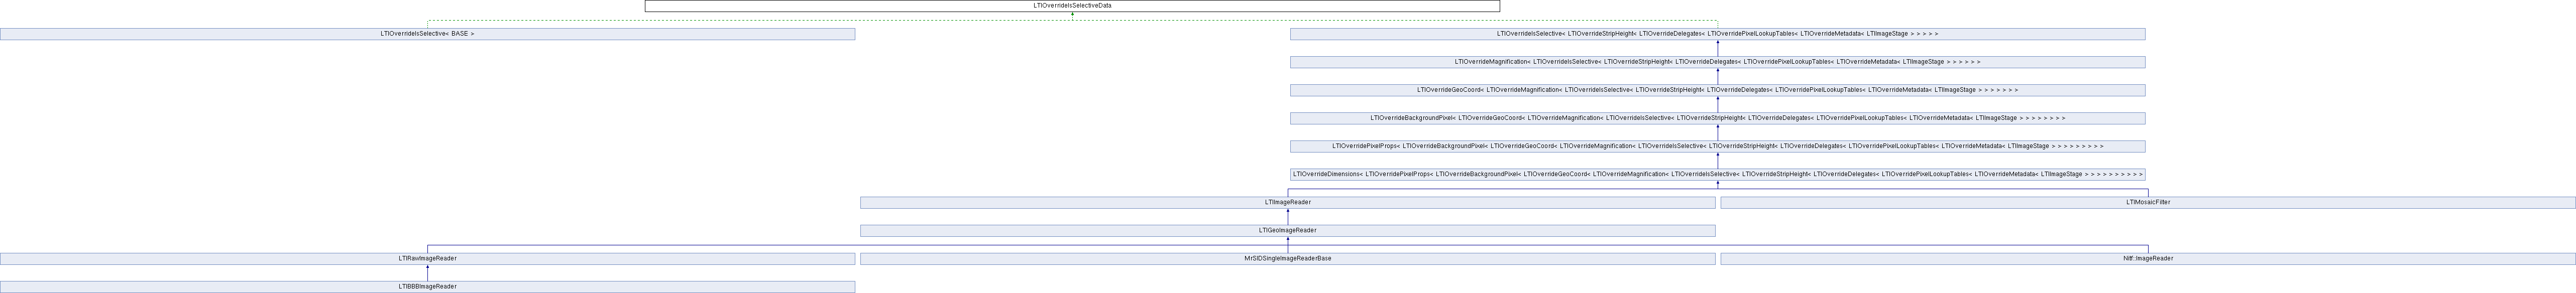 LTIOverrideIsSelectiveData
LTIOverrideIsSelective< BASE >
LTIOverrideIsSelective< LTIOverrideStripHeight< LTIOverrideDelegates< LTIOverridePixelLookupTables< LTIOverrideMetadata< LTIImageStage > > > > >
LTIOverrideMagnification< LTIOverrideIsSelective< LTIOverrideStripHeight< LTIOverrideDelegates< LTIOverridePixelLookupTables< LTIOverrideMetadata< LTIImageStage > > > > > >
LTIOverrideGeoCoord< LTIOverrideMagnification< LTIOverrideIsSelective< LTIOverrideStripHeight< LTIOverrideDelegates< LTIOverridePixelLookupTables< LTIOverrideMetadata< LTIImageStage > > > > > > >
LTIOverrideBackgroundPixel< LTIOverrideGeoCoord< LTIOverrideMagnification< LTIOverrideIsSelective< LTIOverrideStripHeight< LTIOverrideDelegates< LTIOverridePixelLookupTables< LTIOverrideMetadata< LTIImageStage > > > > > > > >
LTIOverridePixelProps< LTIOverrideBackgroundPixel< LTIOverrideGeoCoord< LTIOverrideMagnification< LTIOverrideIsSelective< LTIOverrideStripHeight< LTIOverrideDelegates< LTIOverridePixelLookupTables< LTIOverrideMetadata< LTIImageStage > > > > > > > > >
LTIOverrideDimensions< LTIOverridePixelProps< LTIOverrideBackgroundPixel< LTIOverrideGeoCoord< LTIOverrideMagnification< LTIOverrideIsSelective< LTIOverrideStripHeight< LTIOverrideDelegates< LTIOverridePixelLookupTables< LTIOverrideMetadata< LTIImageStage > > > > > > > > > >
LTIImageReader
LTIMosaicFilter
LTIGeoImageReader
LTIRawImageReader
MrSIDSingleImageReaderBase
Nitf::ImageReader
LTIBBBImageReader